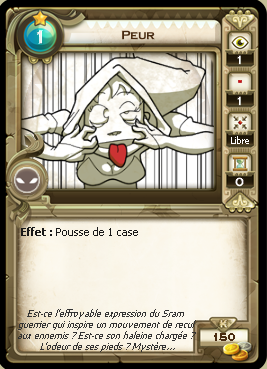 Peur
1
1
1
Libre
0
Effet : Pousse de 1 case
Est-ce l'effroyable expression du Sram
guerrier qui inspire un mouvement de recul
aux ennemis ? Est-ce son haleine chargée ?
L'odeur de ses pieds ? Mystère...
K
150